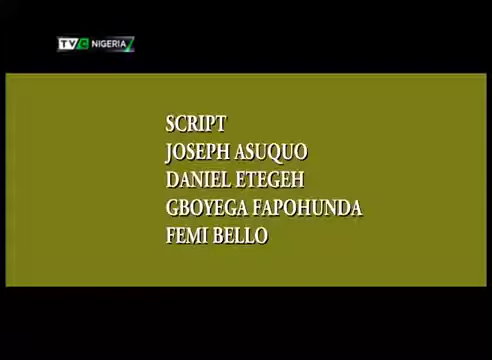 TVC NIGERIA
SCRIPT
JOSEPH ASUQUO
DANIEL ETEGEH
GBOYEGA FAPOHUNDA
FEMI BELLO